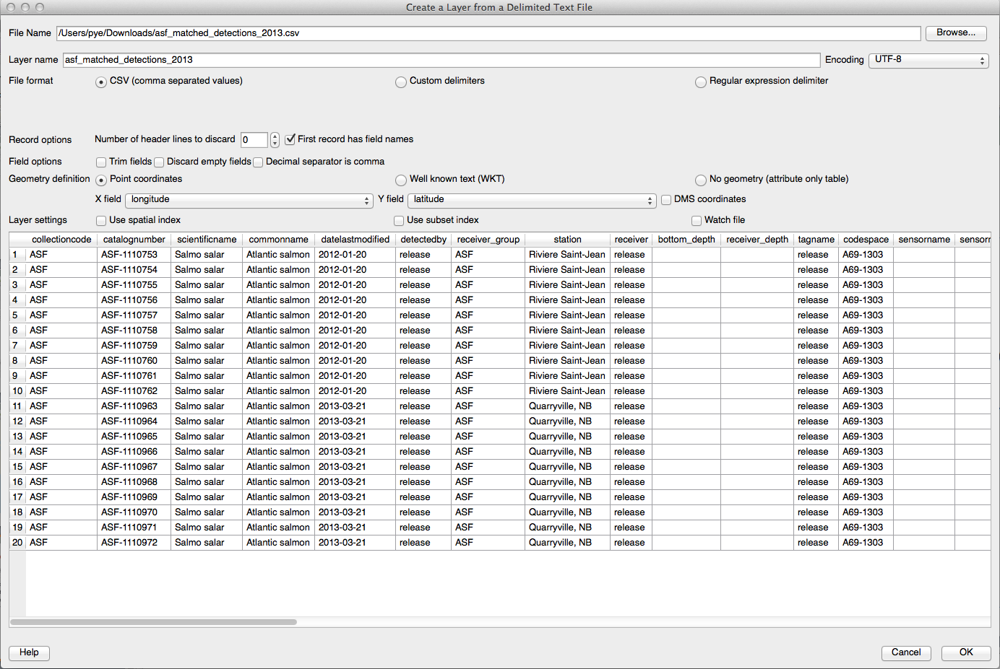 Create a Layer from a Delimited Text File
File Name /Users/pye/Downloads/asf_matched_detections_2013.csv Browse...
Layer name asf_matched_detections_2013 Encoding UTF-8
File format CSV (comma separated values) Custom delimiters Regular expression delimiter
Record options Number of header lines to discard 0 First record has field names
Field options Trim fields Discard empty fields Decimal separator is comma
Geometry definition Point coordinates Well known text (WKT) No geometry (attribute only table)
X field longitude Y field latitude DMS coordinates
Layer settings Use spatial index Use subset index Watch file
collectioncode catalognumber scientificname commonname datelastmodified detectedby receiver_group station receiver bottom_depth receiver_depth tagname codespace sensorname
1 ASF ASF-1110753 Salmo salar Atlantic salmon 2012-01-20 release ASF Riviere Saint-Jean release release A69-1303
2 ASF ASF-1110754 Salmo salar Atlantic salmon 2012-01-20 release ASF Riviere Saint-Jean release release A69-1303
3 ASF ASF-1110755 Salmo salar Atlantic salmon 2012-01-20 release ASF Riviere Saint-Jean release release A69-1303
4 ASF ASF-1110756 Salmo salar Atlantic salmon 2012-01-20 release ASF Riviere Saint-Jean release release A69-1303
5 ASF ASF-1110757 Salmo salar Atlantic salmon 2012-01-20 release ASF Riviere Saint-Jean release release A69-1303
6 ASF ASF-1110758 Salmo salar Atlantic salmon 2012-01-20 release ASF Riviere Saint-Jean release release A69-1303
7 ASF ASF-1110759 Salmo salar Atlantic salmon 2012-01-20 release ASF Riviere Saint-Jean release release A69-1303
8 ASF ASF-1110760 Salmo salar Atlantic salmon 2012-01-20 release ASF Riviere Saint-Jean release release A69-1303
9 ASF ASF-1110761 Salmo salar Atlantic salmon 2012-01-20 release ASF Riviere Saint-Jean release release A69-1303
10 ASF ASF-1110762 Salmo salar Atlantic salmon 2012-01-20 release ASF Riviere Saint-Jean release release A69-1303
11 ASF ASF-1110963 Salmo salar Atlantic salmon 2013-03-21 release ASF Quarryville, NB release release A69-1303
12 ASF ASF-1110964 Salmo salar Atlantic salmon 2013-03-21 release ASF Quarryville, NB release release A69-1303
13 ASF ASF-1110965 Salmo salar Atlantic salmon 2013-03-21 release ASF Quarryville, NB release release A69-1303
14 ASF ASF-1110966 Salmo salar Atlantic salmon 2013-03-21 release ASF Quarryville, NB release release A69-1303
15 ASF ASF-1110967 Salmo salar Atlantic salmon 2013-03-21 release ASF Quarryville, NB release release A69-1303
16 ASF ASF-1110968 Salmo salar Atlantic salmon 2013-03-21 release ASF Quarryville, NB release release A69-1303
17 ASF ASF-1110969 Salmo salar Atlantic salmon 2013-03-21 release ASF Quarryville, NB release release A69-1303
18 ASF ASF-1110970 Salmo salar Atlantic salmon 2013-03-21 release ASF Quarryville, NB release release A69-1303
19 ASF ASF-1110971 Salmo salar Atlantic salmon 2013-03-21 release ASF Quarryville, NB release release A69-1303
20 ASF ASF-1110972 Salmo salar Atlantic salmon 2013-03-21 release ASF Quarryville, NB release release A69-1303
Help Cancel OK